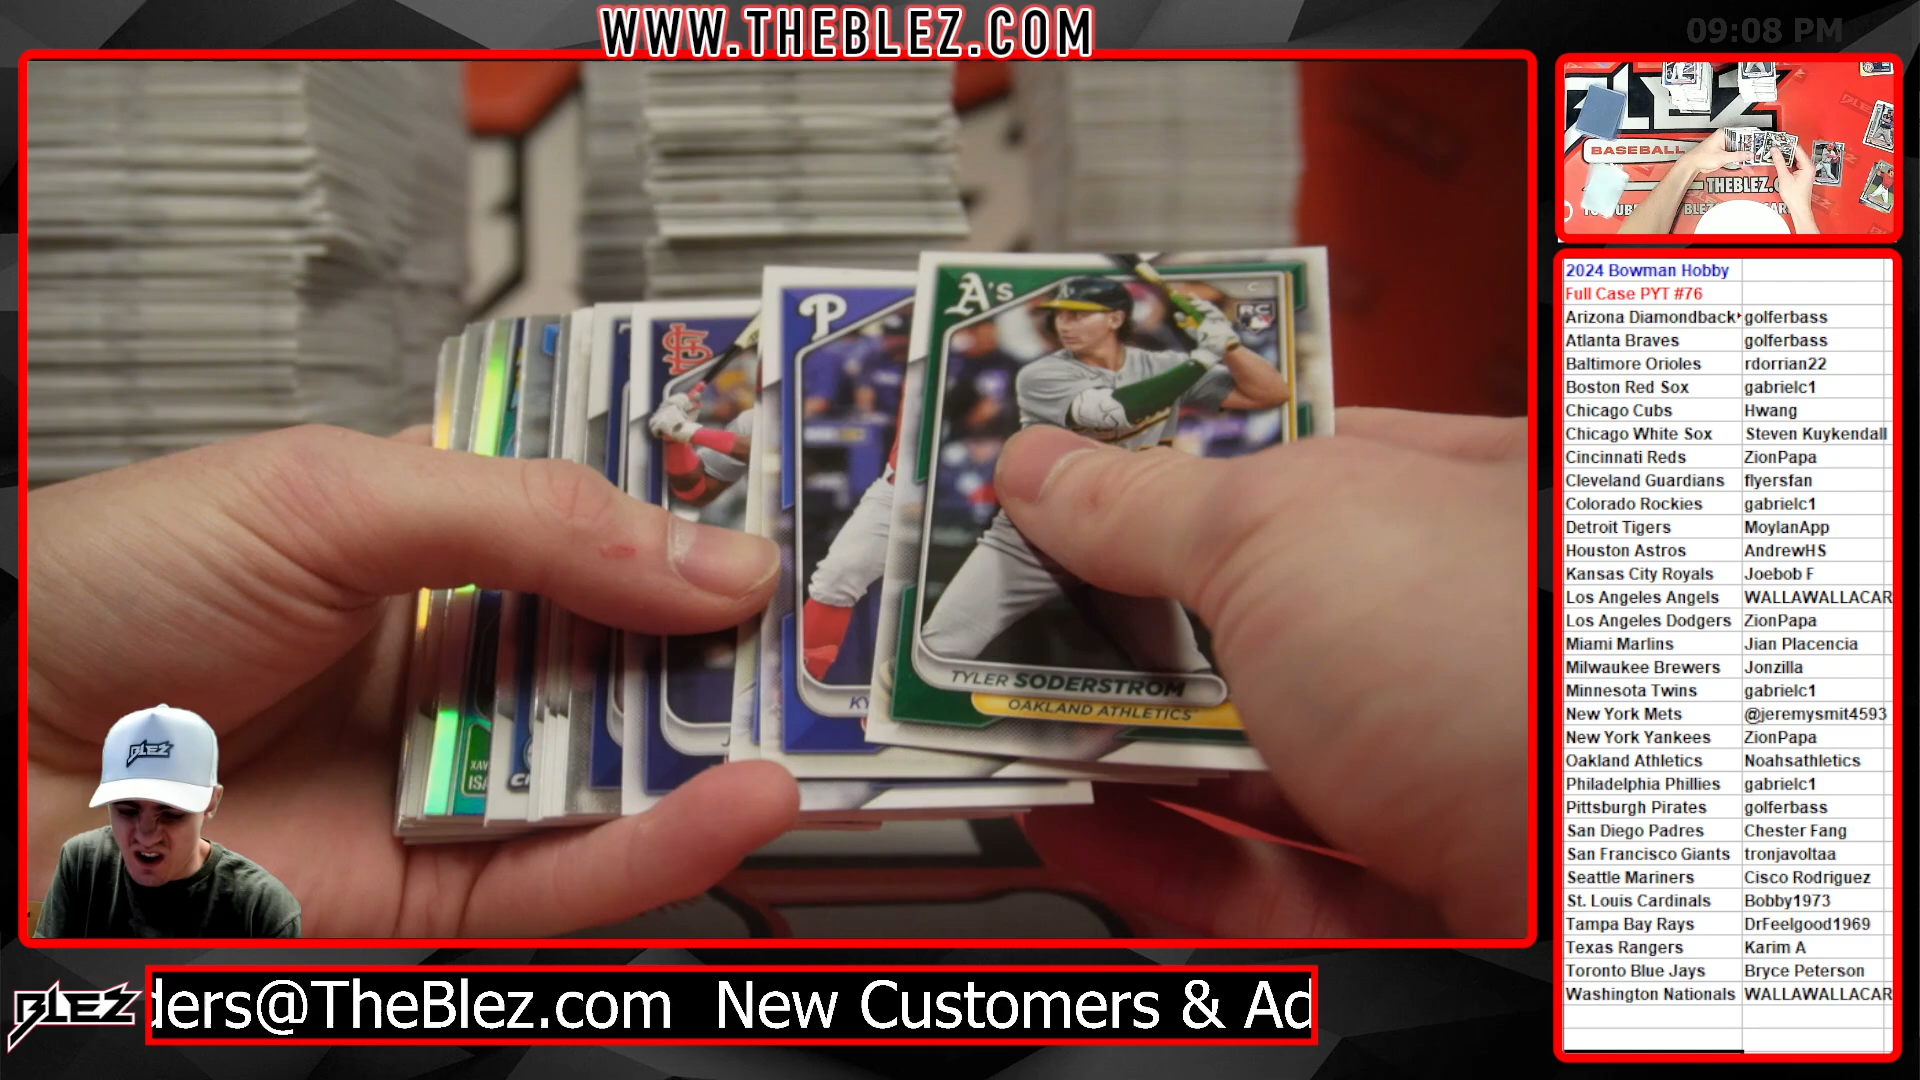 WWW.THEBLEZ.COM
09:08 PM
BLEZ
BASEBALL
THEBLEZ.C
2024 Bowman Hobby
Full Case PYT #76
Arizona Diamondback golferbass
Atlanta Braves golferbass
Baltimore Orioles rdorrian22
Boston Red Sox gabrielc1
Chicago Cubs Hwang
Chicago White Sox Steven Kuykendall
Cincinnati Reds ZionPapa
Cleveland Guardians flyersfan
Colorado Rockies gabrielc1
Detroit Tigers MoylanApp
Houston Astros AndrewHS
Kansas City Royals Joebob F
Los Angeles Angels WALLAWALLACAR
Los Angeles Dodgers ZionPapa
Miami Marlins Jian Placencia
Milwaukee Brewers Jonzilla
Minnesota Twins gabrielc1
New York Mets @jeremysmit4593
New York Yankees ZionPapa
Oakland Athletics Noahsathletics
Philadelphia Phillies gabrielc1
Pittsburgh Pirates golferbass
San Diego Padres Chester Fang
San Francisco Giants tronjavoltaa
Seattle Mariners Cisco Rodriguez
St. Louis Cardinals Bobby1973
Tampa Bay Rays DrFeelgood1969
Texas Rangers Karim A
Toronto Blue Jays Bryce Peterson
Washington Nationals WALLAWALLACAR
A's
RC
P
STL
TYLER SODERSTROM
OAKLAND ATHLETICS
KY
XAV
ISA
BLEZ
BLEZ
ders@TheBlez.com New Customers & Ad